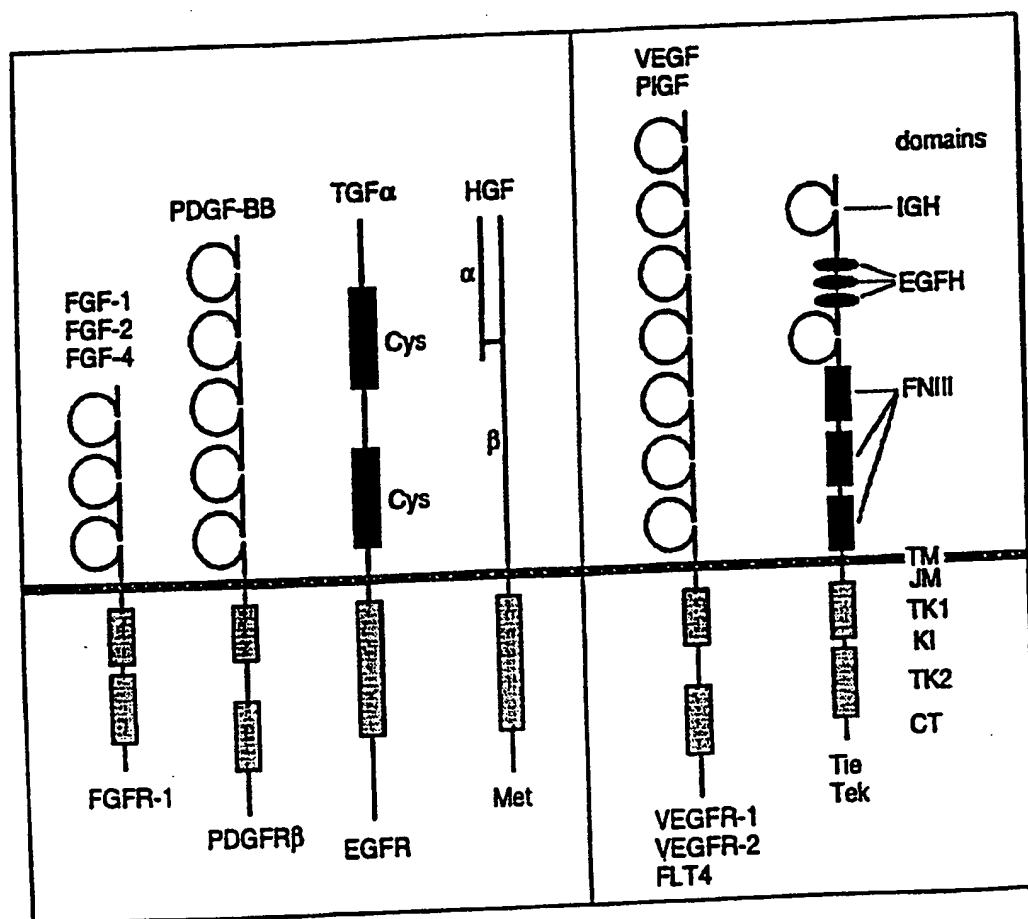 FGF-1
FGF-2
FGF-4
FGFR-1
PDGF-BB
PDGFRβ
TGFα
Cys
Cys
EGFR
HGF
α
β
Met
VEGF
PlGF
VEGFR-1
VEGFR-2
FLT4
domains
IGH
EGFH
FNIII
TM
JM
TK1
KI
TK2
CT
Tie
Tek